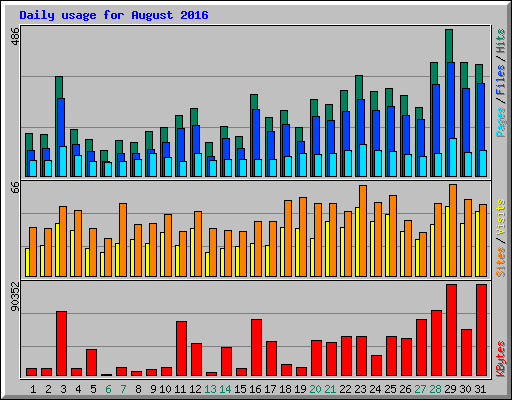 Daily usage for August 2016
486
Pages / Files / Hits
66
Sites / Visits
90352
KBytes
1 2 3 4 5 6 7 8 9 10 11 12 13 14 15 16 17 18 19 20 21 22 23 24 25 26 27 28 29 30 31